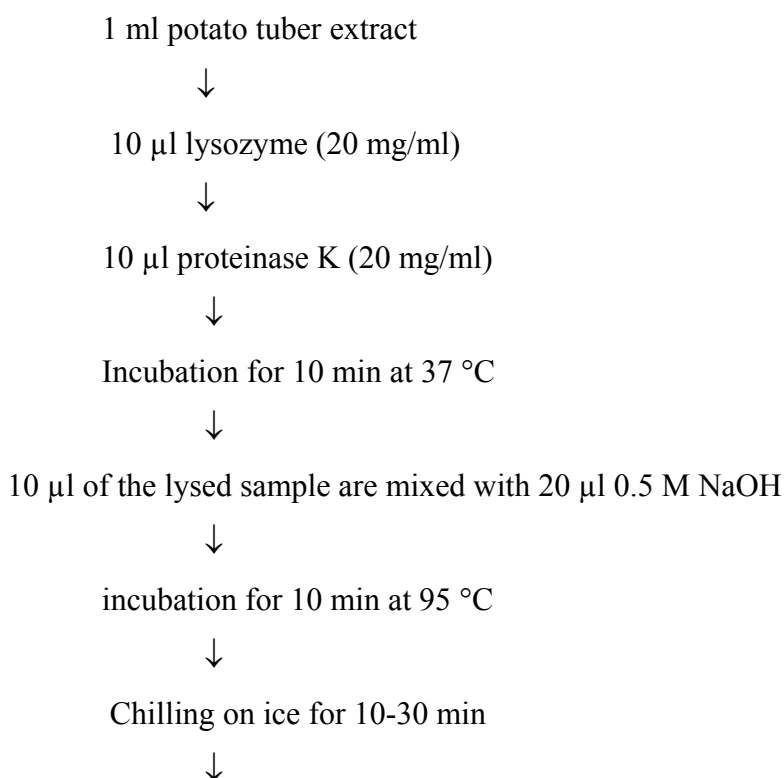 1 ml potato tuber extract
↓
10 µl lysozyme (20 mg/ml)
↓
10 µl proteinase K (20 mg/ml)
↓
Incubation for 10 min at 37 °C
↓
10 µl of the lysed sample are mixed with 20 µl 0.5 M NaOH
↓
incubation for 10 min at 95 °C
↓
Chilling on ice for 10-30 min
↓